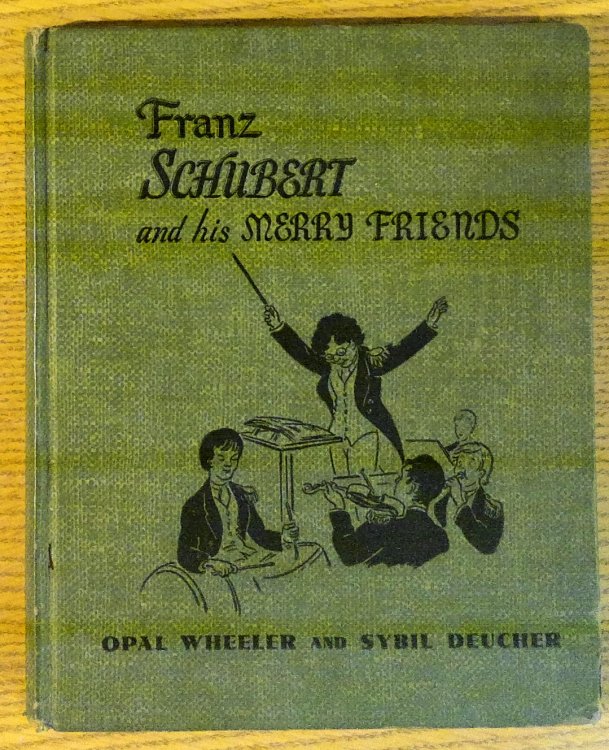 Franz
SCHUBERT
and his MERRY FRIENDS
OPAL WHEELER AND SYBIL DEUCHER